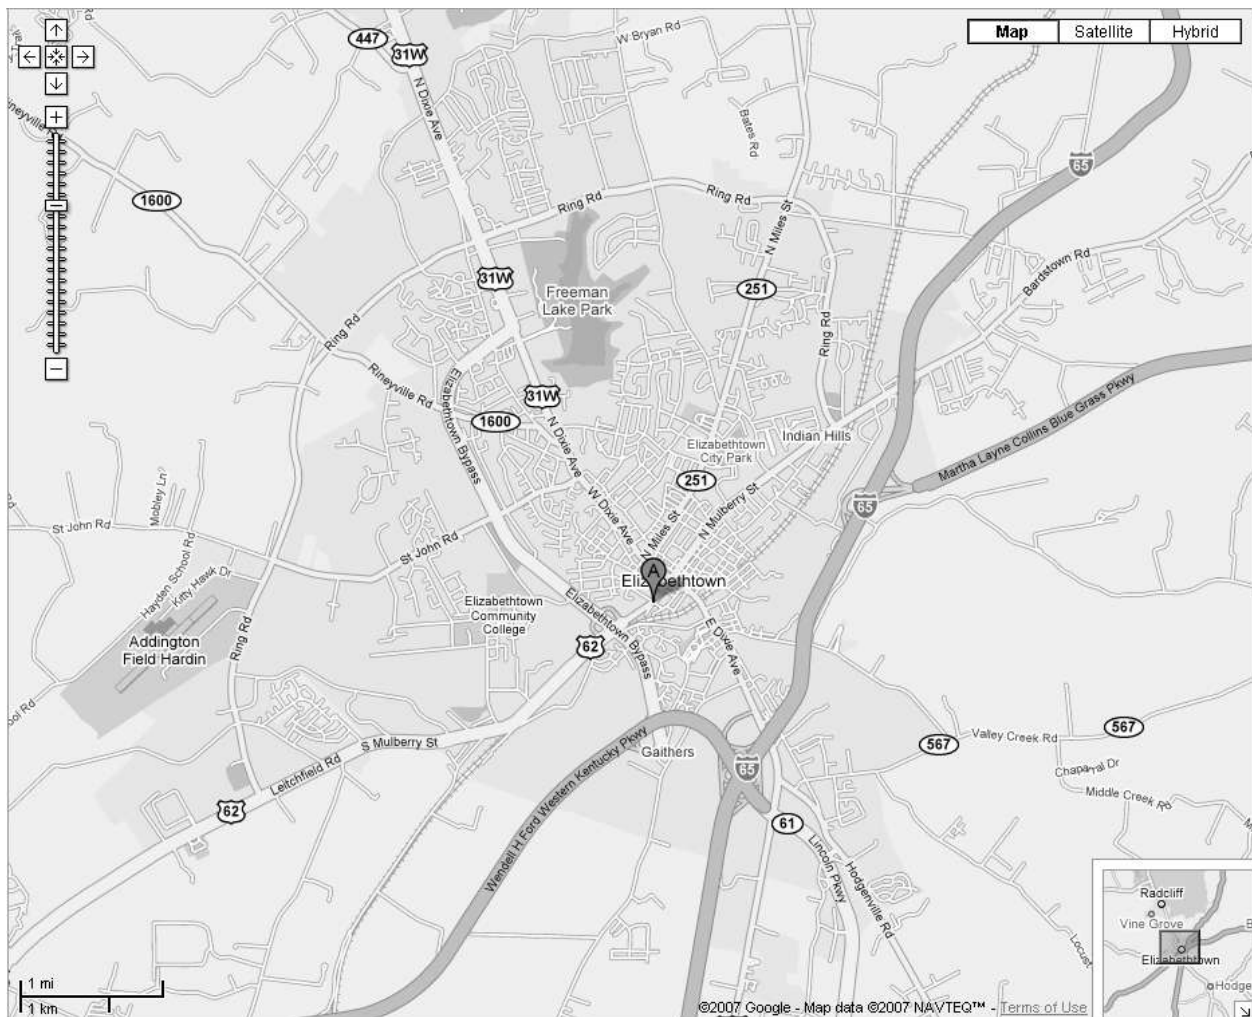 447
31W
W Bryan Rd
Map
Satellite
Hybrid
N Dixie Ave
Bates Rd
65
1600
Ring Rd
Ring Rd
N Miles St
Bardstown Rd
31W
251
Freeman
Lake Park
Ring Rd
Ring Rd
Rineyville Rd
Elizabethtown Bypass
31W
Martha Layne Collins Blue Grass Pkwy
1600
N Dixie Ave
Indian Hills
Elizabethtown
City Park
251
Mobley Ln
St John Rd
W Dixie Ave
N Mulberry St
65
St John Rd
N Miles St
Hayden School Rd
Kitty Hawk Dr
A
Elizabethtown
Elizabethtown
Community
College
Elizabethtown Bypass
E Dixie Ave
Addington
Field Hardin
Ring Rd
62
ool Rd
S Mulberry St
Gaithers
567
Valley Creek Rd
567
Leitchfield Rd
65
Chaparral Dr
Middle Creek Rd
62
Wendell H Ford Western Kentucky Pkwy
61
Lincoln Pkwy
Hodgenville Rd
Locust
Radcliff
Vine Grove
Elizabethtown
Hodge
1 mi
1 km
©2007 Google - Map data ©2007 NAVTEQ™ - Terms of Use